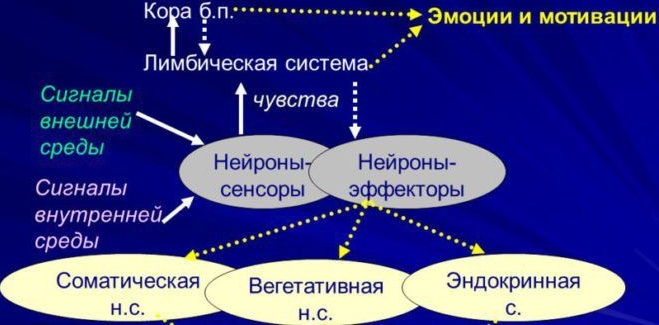 Кора б.п.
Эмоции и мотивации
Лимбическая система
Сигналы
внешней
среды
чувства
Нейроны-
сенсоры
Нейроны-
эффекторы
Сигналы
внутренней
среды
Соматическая
н.с.
Вегетативная
н.с.
Эндокринная
с.